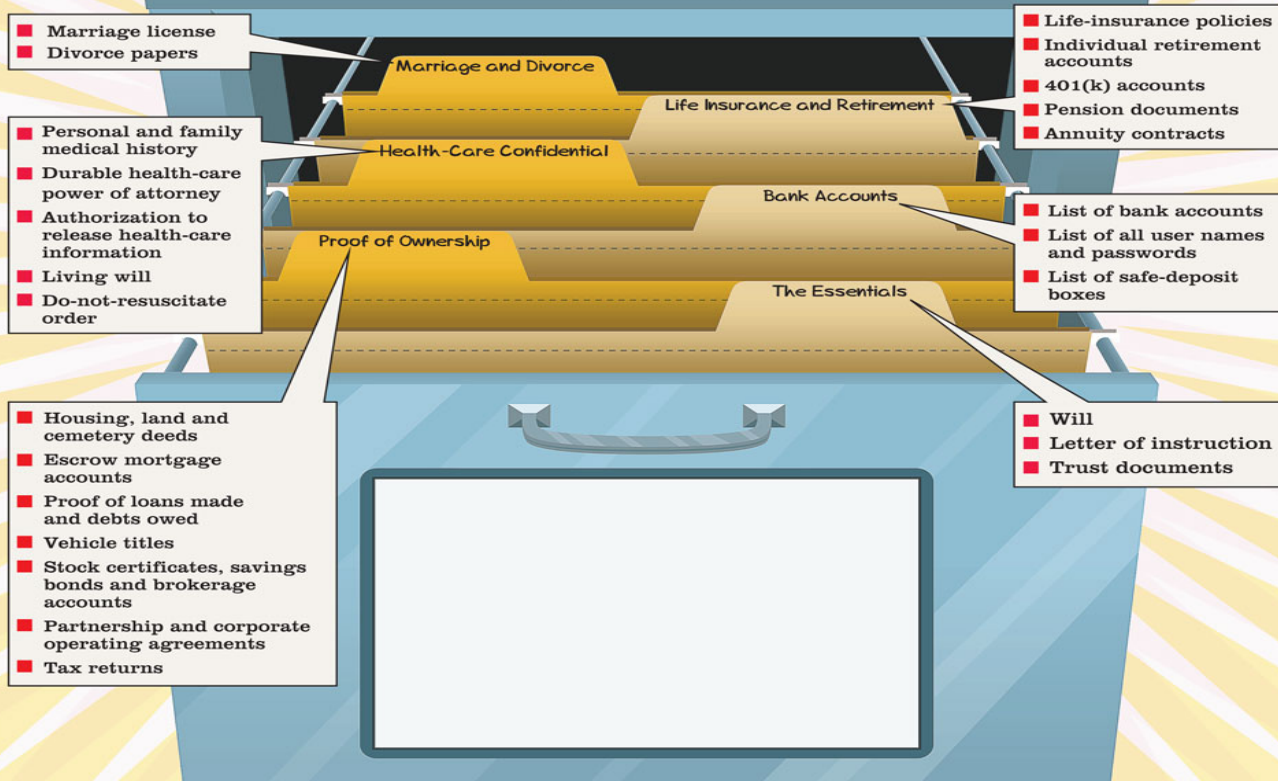 Marriage license
Divorce papers
Marriage and Divorce
Life-insurance policies
Individual retirement
accounts
401(k) accounts
Pension documents
Annuity contracts
Life Insurance and Retirement
Personal and family
medical history
Durable health-care
power of attorney
Authorization to
release health-care
information
Living will
Do-not-resuscitate
order
Health-Care Confidential
Bank Accounts
List of bank accounts
List of all user names
and passwords
List of safe-deposit
boxes
Proof of Ownership
The Essentials
Housing, land and
cemetery deeds
Escrow mortgage
accounts
Proof of loans made
and debts owed
Vehicle titles
Stock certificates, savings
bonds and brokerage
accounts
Partnership and corporate
operating agreements
Tax returns
Will
Letter of instruction
Trust documents